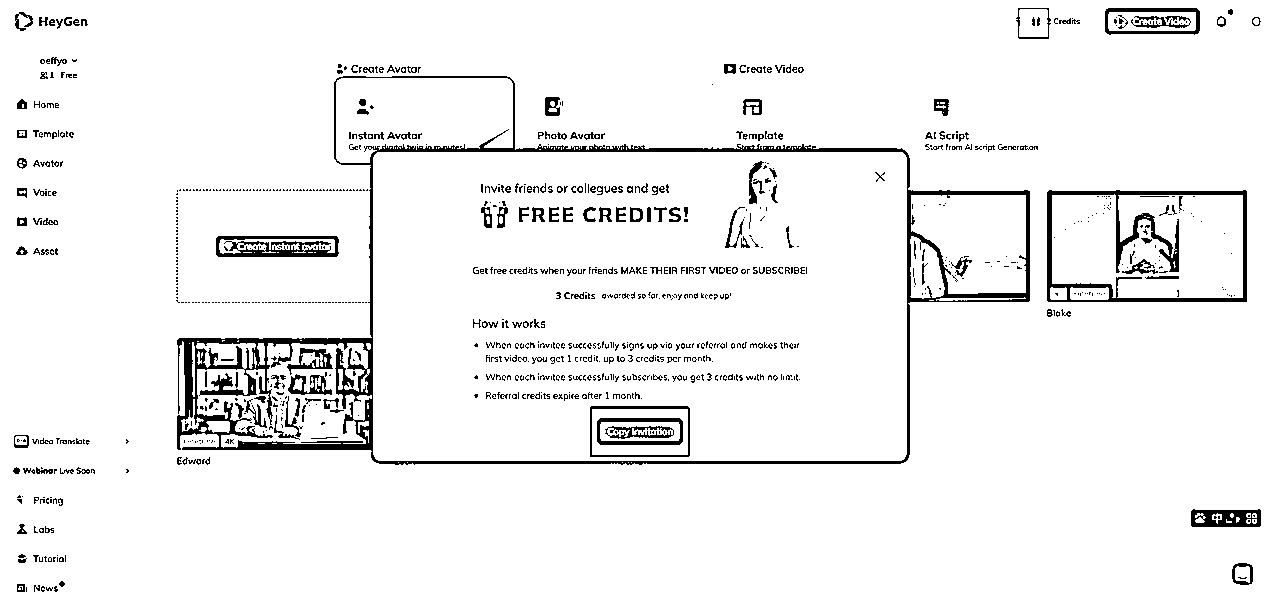 HeyGen
Credits
Create Video
oeffyo
1 Free
Home
Template
Avatar
Voice
Video
Asset
Create Avatar
Create Video
Instant Avatar
Get your digital twin in minutes!
Photo Avatar
Animate your photo with text
Template
Start from a template
AI Script
Start from AI script Generation
Create Instant avatar
Invite friends or collegues and get
FREE CREDITS!
Get free credits when your friends MAKE THEIR FIRST VIDEO or SUBSCRIBE!
3 Credits awarded so far, enjoy and keep up!
How it works
• When each invitee successfully signs up via your referral and makes their
first video, you get 1 credit, up to 3 credits per month.
• When each invitee successfully subscribes, you get 3 credits with no limit.
• Referral credits expire after 1 month.
Copy Invitation
Blake
4K
Edward
Video Translate
Webinar Live Soon
Pricing
Labs
Tutorial
News
中